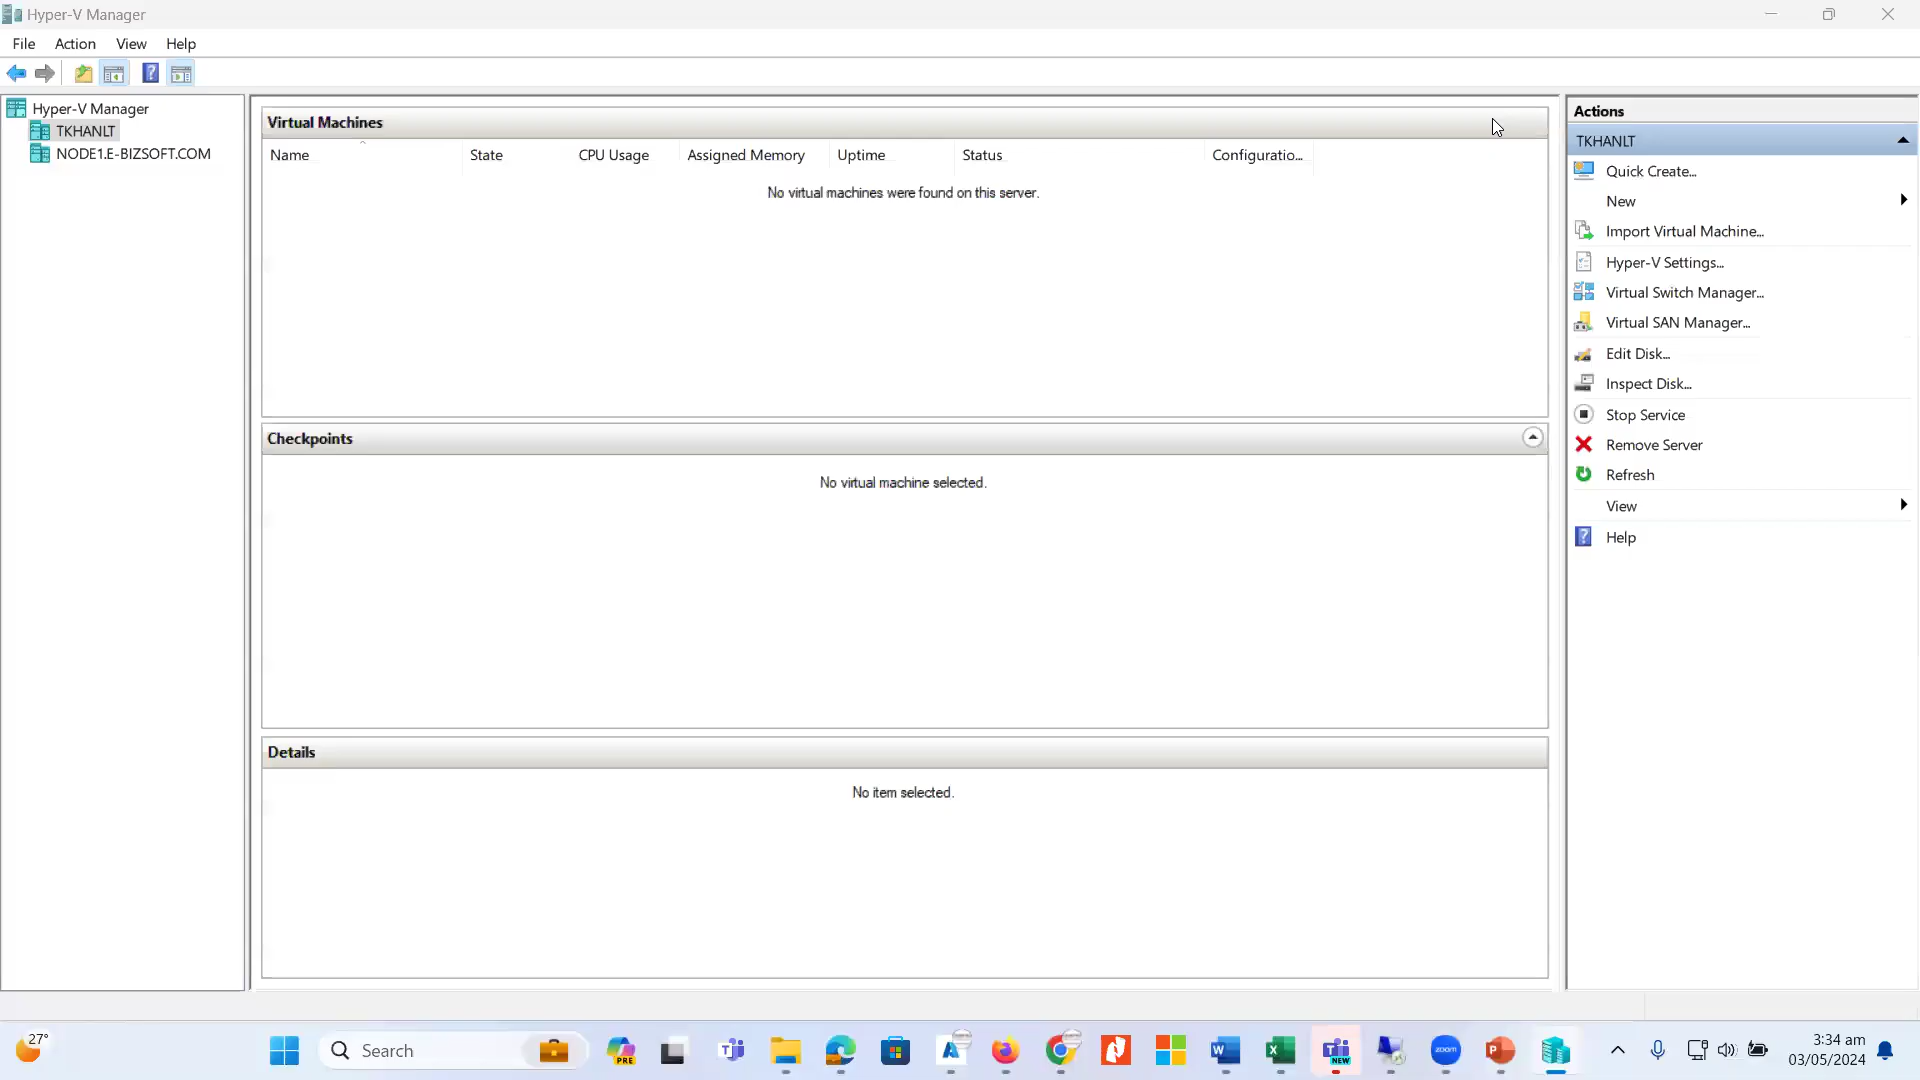 Hyper-V Manager
File Action View Help
Hyper-V Manager
TKHANLT
NODE1.E-BIZSOFT.COM
Virtual Machines
Name State CPU Usage Assigned Memory Uptime Status Configuratio...
No virtual machines were found on this server.
Checkpoints
No virtual machine selected.
Details
No item selected.
Actions
TKHANLT
Quick Create...
New
Import Virtual Machine...
Hyper-V Settings...
Virtual Switch Manager...
Virtual SAN Manager...
Edit Disk...
Inspect Disk...
Stop Service
Remove Server
Refresh
View
Help
27°
Search
PRE
NEW
zoom
3:34 am
03/05/2024